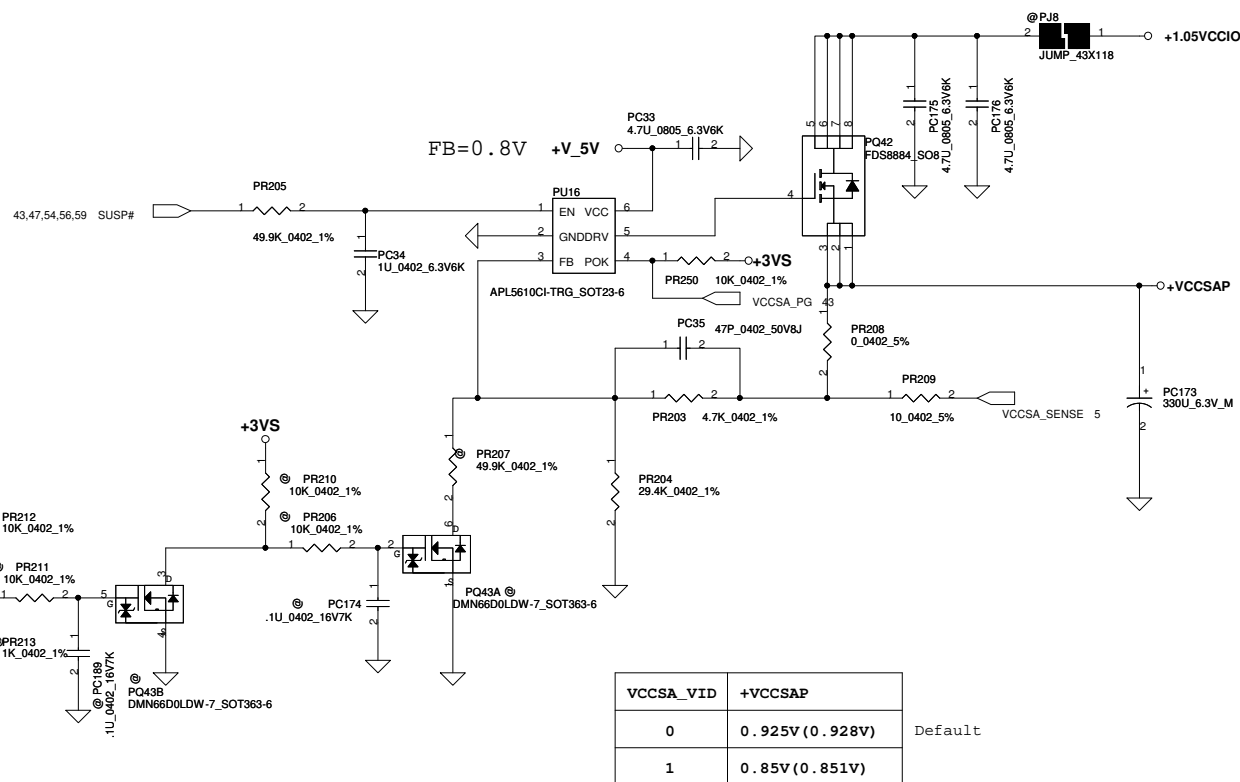 @ PJ8
2 1
+1.05VCCIO
JUMP_43X118
1 2 PC175
4.7U_0805_6.3V6K
1 2 PC176
4.7U_0805_6.3V6K
PC33
4.7U_0805_6.3V6K
FB=0.8V +V_5V
1 2
5 6 7 8
PQ42
FDS8884_SO8
4
3 2 1
PR205
43,47,54,56,59 SUSP#
1 2
49.9K_0402_1%
PU16
1 EN VCC 6
2 GND DRV 5
3 FB POK 4
APL5610CI-TRG_SOT23-6
1
PC34
1U_0402_6.3V6K
2
1 2 +3VS
PR250 10K_0402_1%
VCCSA_PG 43
+VCCSAP
PC35 47P_0402_50V8J
1 2
1
PR208
0_0402_5%
2
PR209
1 2
10_0402_5%
VCCSA_SENSE 5
1 2
PR203 4.7K_0402_1%
1
+ PC173
330U_6.3V_M
2
+3VS
1
@ PR210
10K_0402_1%
2
1
@ PR207
49.9K_0402_1%
2
1
PR204
29.4K_0402_1%
2
@ PR206
10K_0402_1%
1 2
2 G
6 D
S 1
PQ43A @
DMN66D0LDW-7_SOT363-6
@ PC174
.1U_0402_16V7K
1
2
PR212
10K_0402_1%
@ PR211
10K_0402_1%
1 2
5 G
3 D
4 S
@
PQ43B
DMN66D0LDW-7_SOT363-6
PR213
1K_0402_1%
1
2
@ PC189
.1U_0402_16V7K
VCCSA_VID +VCCSAP
0 0.925V(0.928V) Default
1 0.85V(0.851V)